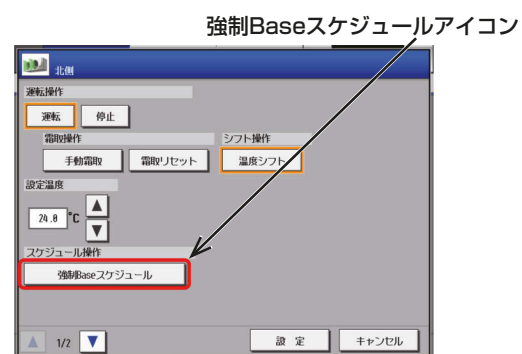 強制Baseスケジュールアイコン
北側
運転操作
運転 停止
霜取操作 シフト操作
手動霜取 霜取リセット 温度シフト
設定温度
24.0 °C ▲
▼
スケジュール操作
強制Baseスケジュール
▲ 1/2 ▼ 設 定 キャンセル